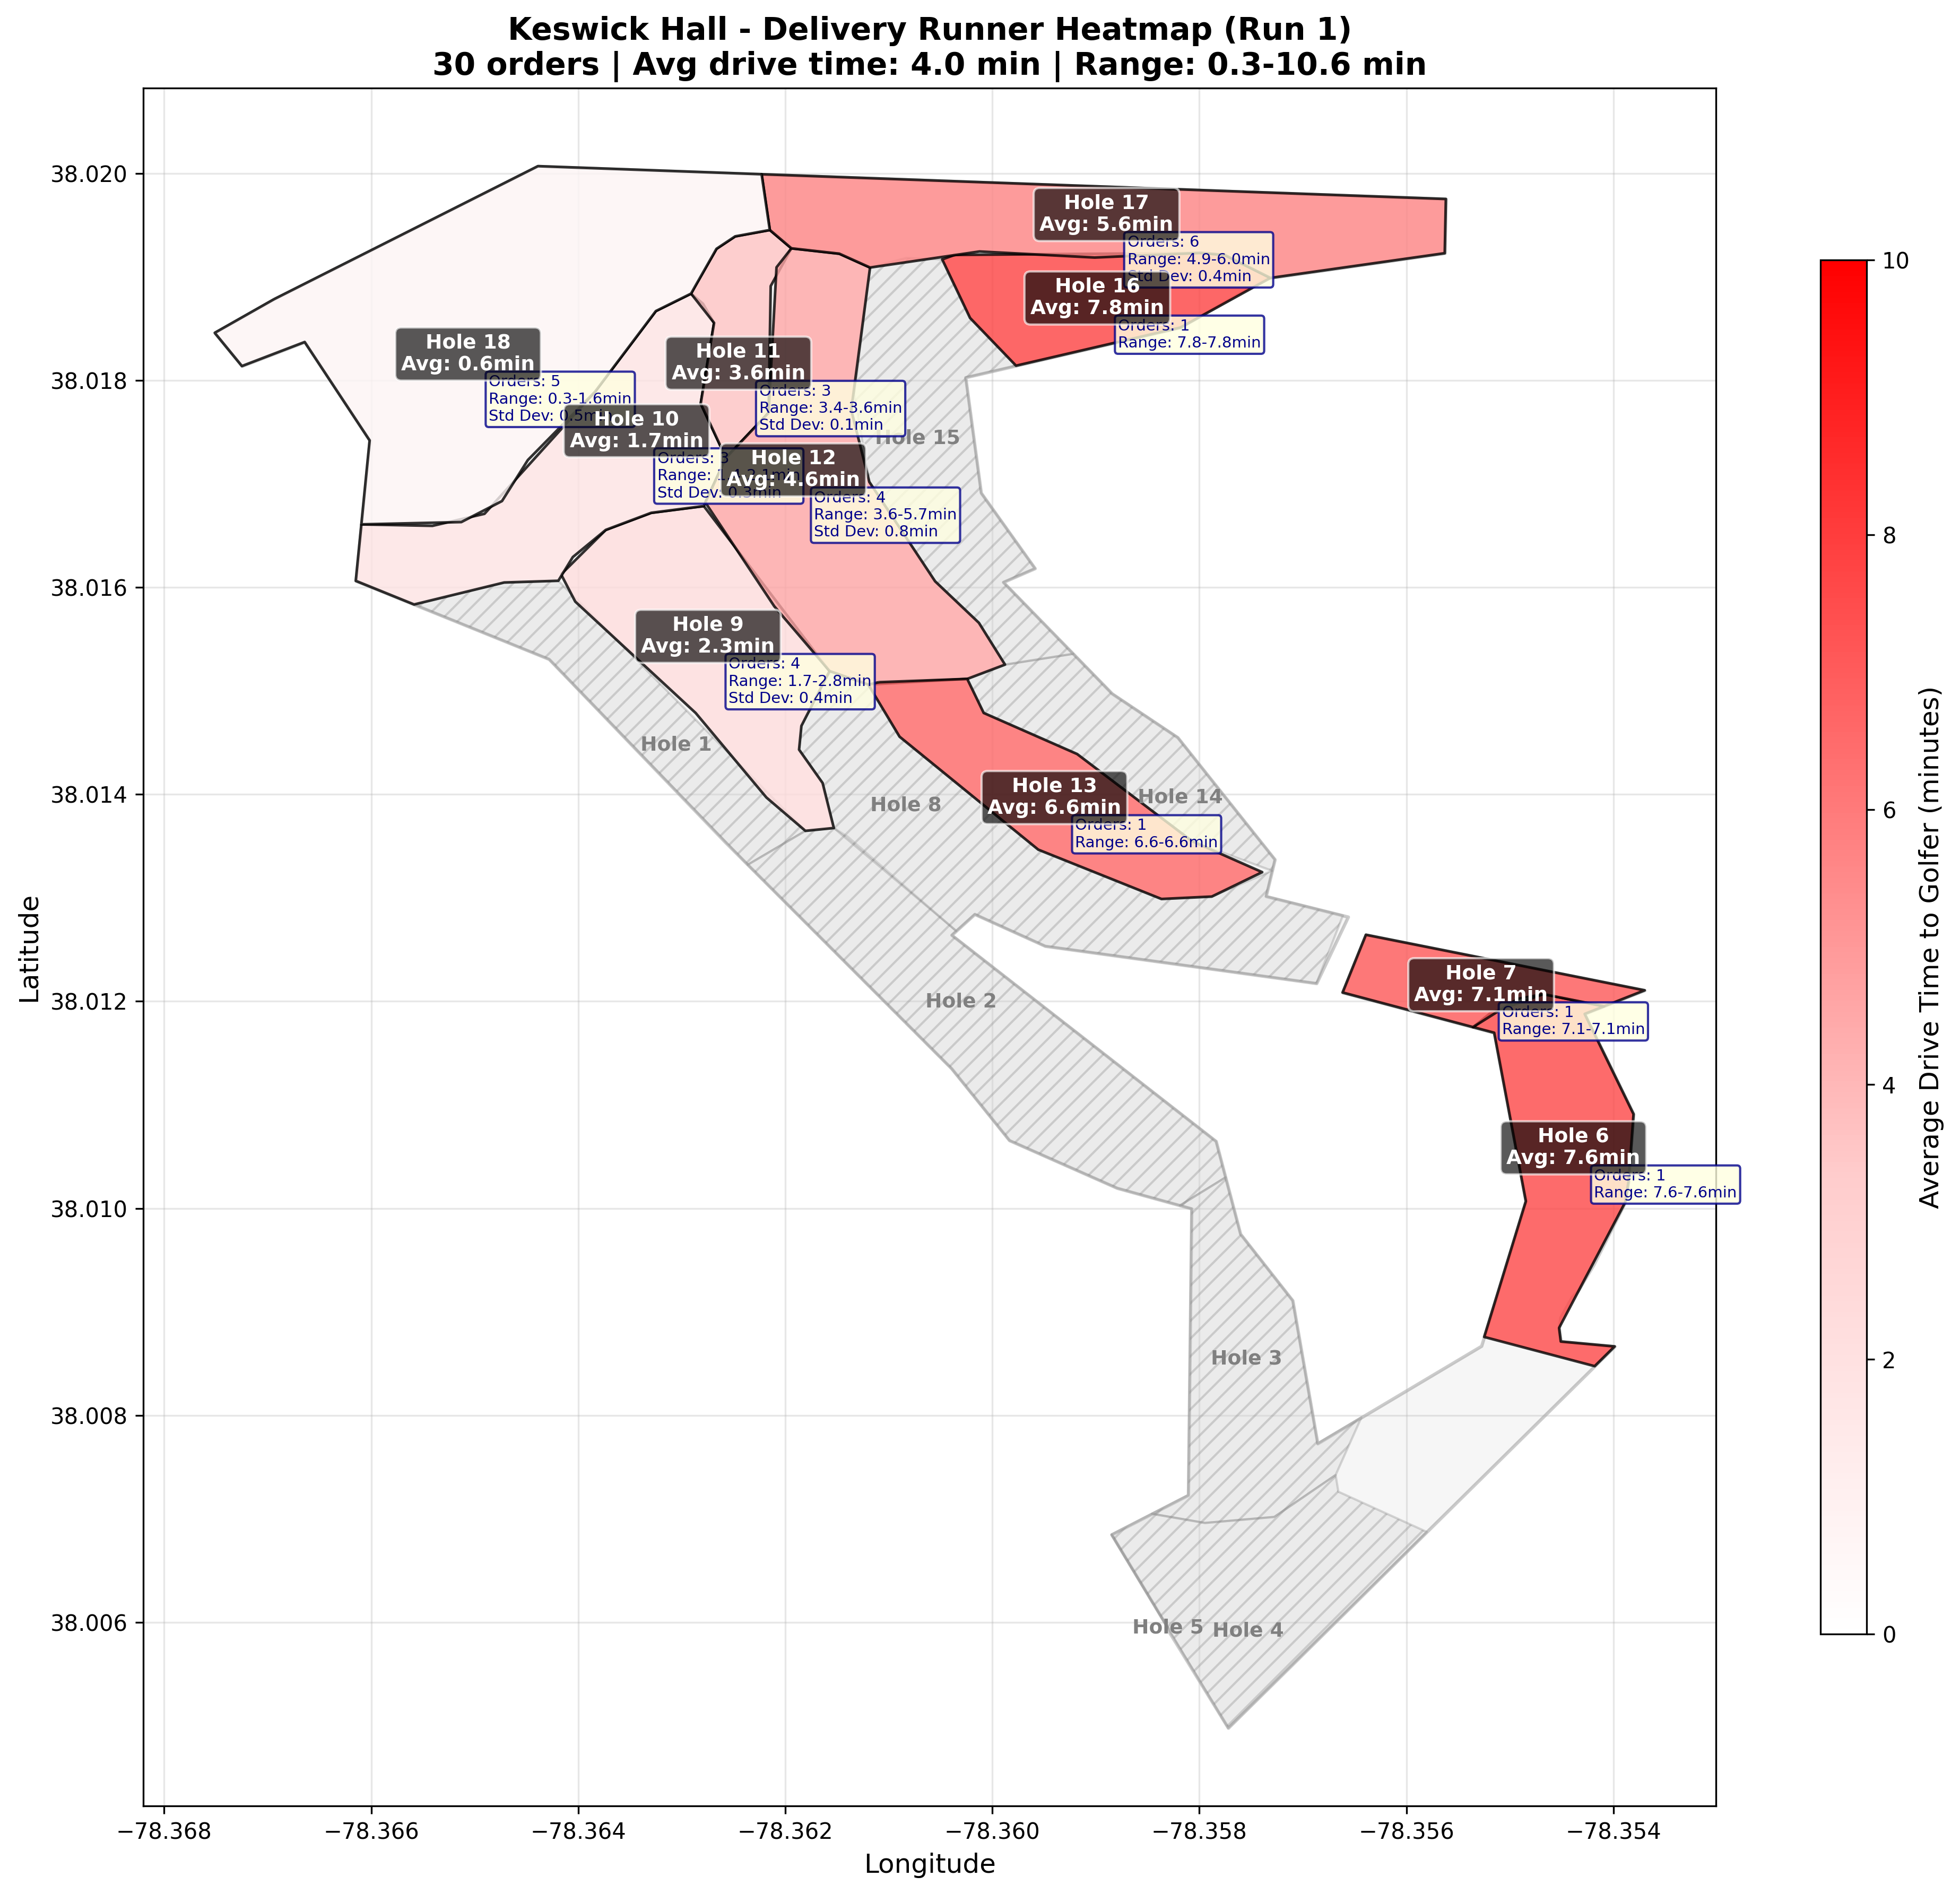 Keswick Hall - Delivery Runner Heatmap (Run 1)
30 orders | Avg drive time: 4.0 min | Range: 0.3-10.6 min
Hole 17
Avg: 5.6min
Orders: 6
Range: 4.9-6.0min
Std Dev: 0.4min
Hole 16
Avg: 7.8min
Orders: 1
Range: 7.8-7.8min
Hole 18
Avg: 0.6min
Orders: 5
Range: 0.3-1.6min
Std Dev: 0.5min
Hole 11
Avg: 3.6min
Orders: 3
Range: 3.4-3.6min
Std Dev: 0.1min
Hole 10
Avg: 1.7min
Orders: 3
Range:
Std Dev: 0.3min
Hole 15
Hole 12
Avg: 4.6min
Orders: 4
Range: 3.6-5.7min
Std Dev: 0.8min
Hole 9
Avg: 2.3min
Orders: 4
Range: 1.7-2.8min
Std Dev: 0.4min
Hole 1
Hole 8
Hole 13
Avg: 6.6min
Orders: 1
Range: 6.6-6.6min
Hole 14
Hole 2
Hole 7
Avg: 7.1min
Orders: 1
Range: 7.1-7.1min
Hole 6
Avg: 7.6min
Orders: 1
Range: 7.6-7.6min
Hole 3
Hole 5
Hole 4
38.020
38.018
38.016
38.014
38.012
38.010
38.008
38.006
Latitude
−78.368
−78.366
−78.364
−78.362
−78.360
−78.358
−78.356
−78.354
Longitude
10
8
6
4
2
0
Average Drive Time to Golfer (minutes)